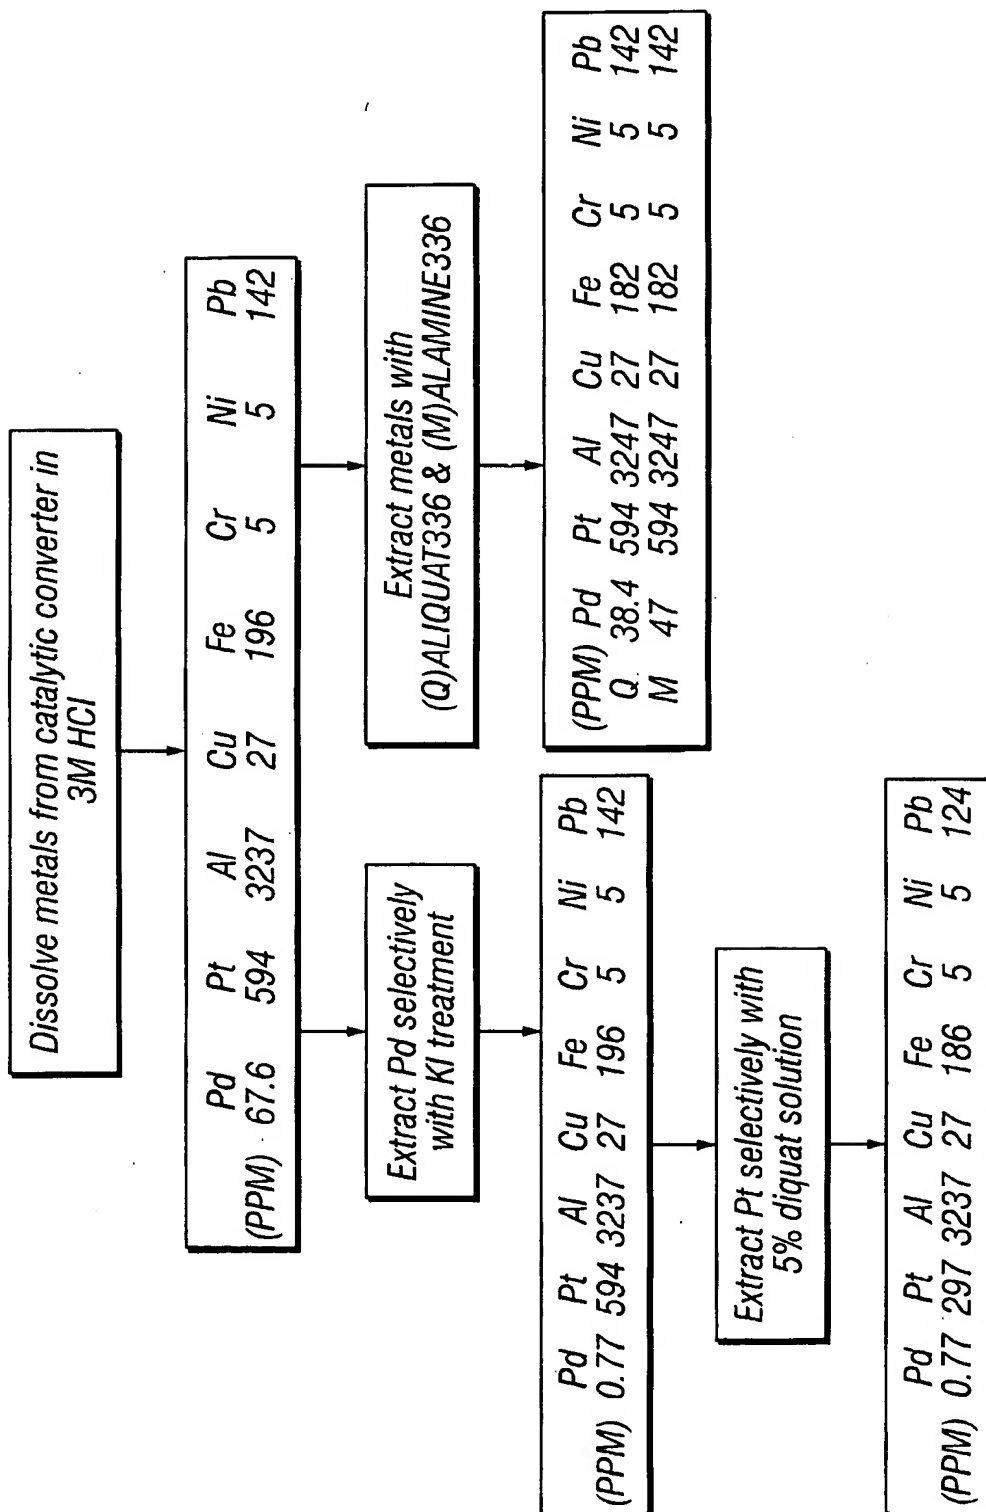 Dissolve metals from catalytic converter in
3M HCl
Pd Pt Al Cu Fe Cr Ni Pb
(PPM) 67.6 594 3237 27 196 5 5 142
Extract Pd selectively
with KI treatment
Pd Pt Al Cu Fe Cr Ni Pb
(PPM) 0.77 594 3237 27 196 5 5 142
Extract Pt selectively with
5% diquat solution
Pd Pt Al Cu Fe Cr Ni Pb
(PPM) 0.77 297 3237 27 186 5 5 124
Extract metals with
(Q)ALIQUAT336 & (M)ALAMINE336
(PPM) Pd Pt Al Cu Fe Cr Ni Pb
Q 38.4 594 3247 27 182 5 5 142
M 47 594 3247 27 182 5 5 142